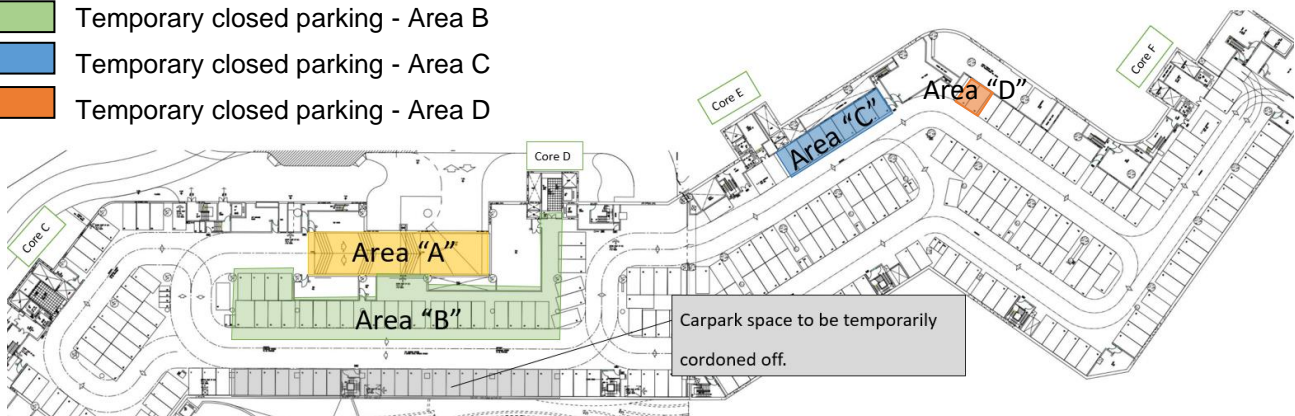 Temporary closed parking - Area B
Temporary closed parking - Area C
Temporary closed parking - Area D
Core F
Area “D”
Core E
Area “C”
Core D
Core C
Area “A”
Area “B”
Carpark space to be temporarily
cordoned off.